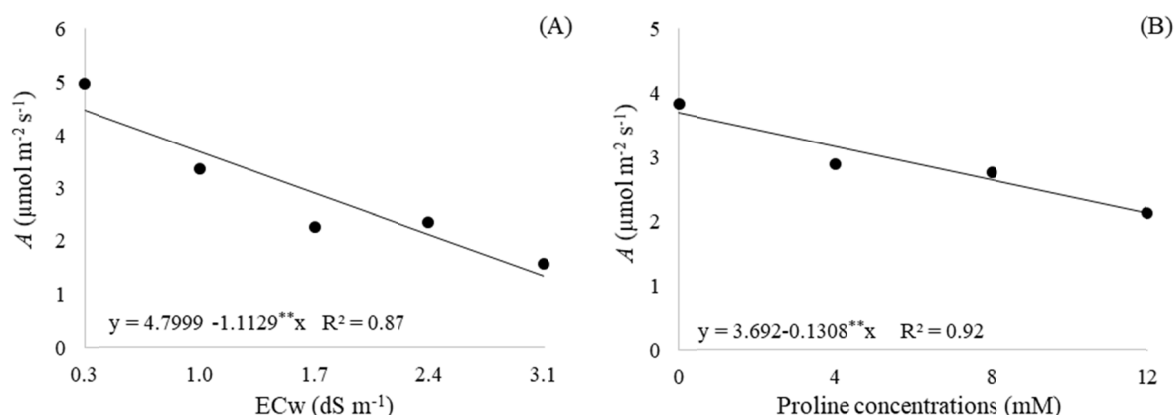 (A)
A (μmol m-2 s-1)
6
5
4
3
2
1
0
y = 4.7999 -1.1129**x R² = 0.87
0.3 1.0 1.7 2.4 3.1
ECw (dS m-1)
(B)
A (μmol m-2 s-1)
5
4
3
2
1
0
y = 3.692-0.1308**x R² = 0.92
0 4 8 12
Proline concentrations (mM)